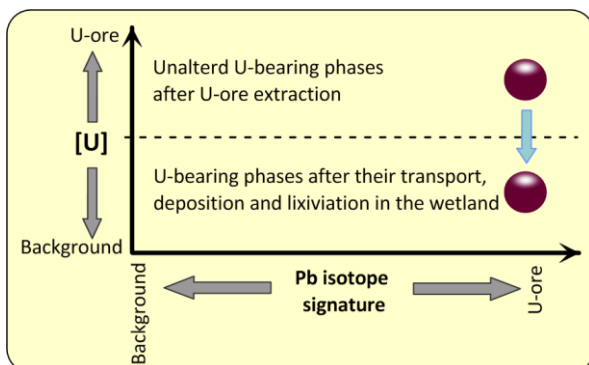 U-ore
Unalterd U-bearing phases
after U-ore extraction
[U]
U-bearing phases after their transport,
deposition and lixiviation in the wetland
Background
Background
Pb isotope
signature
U-ore